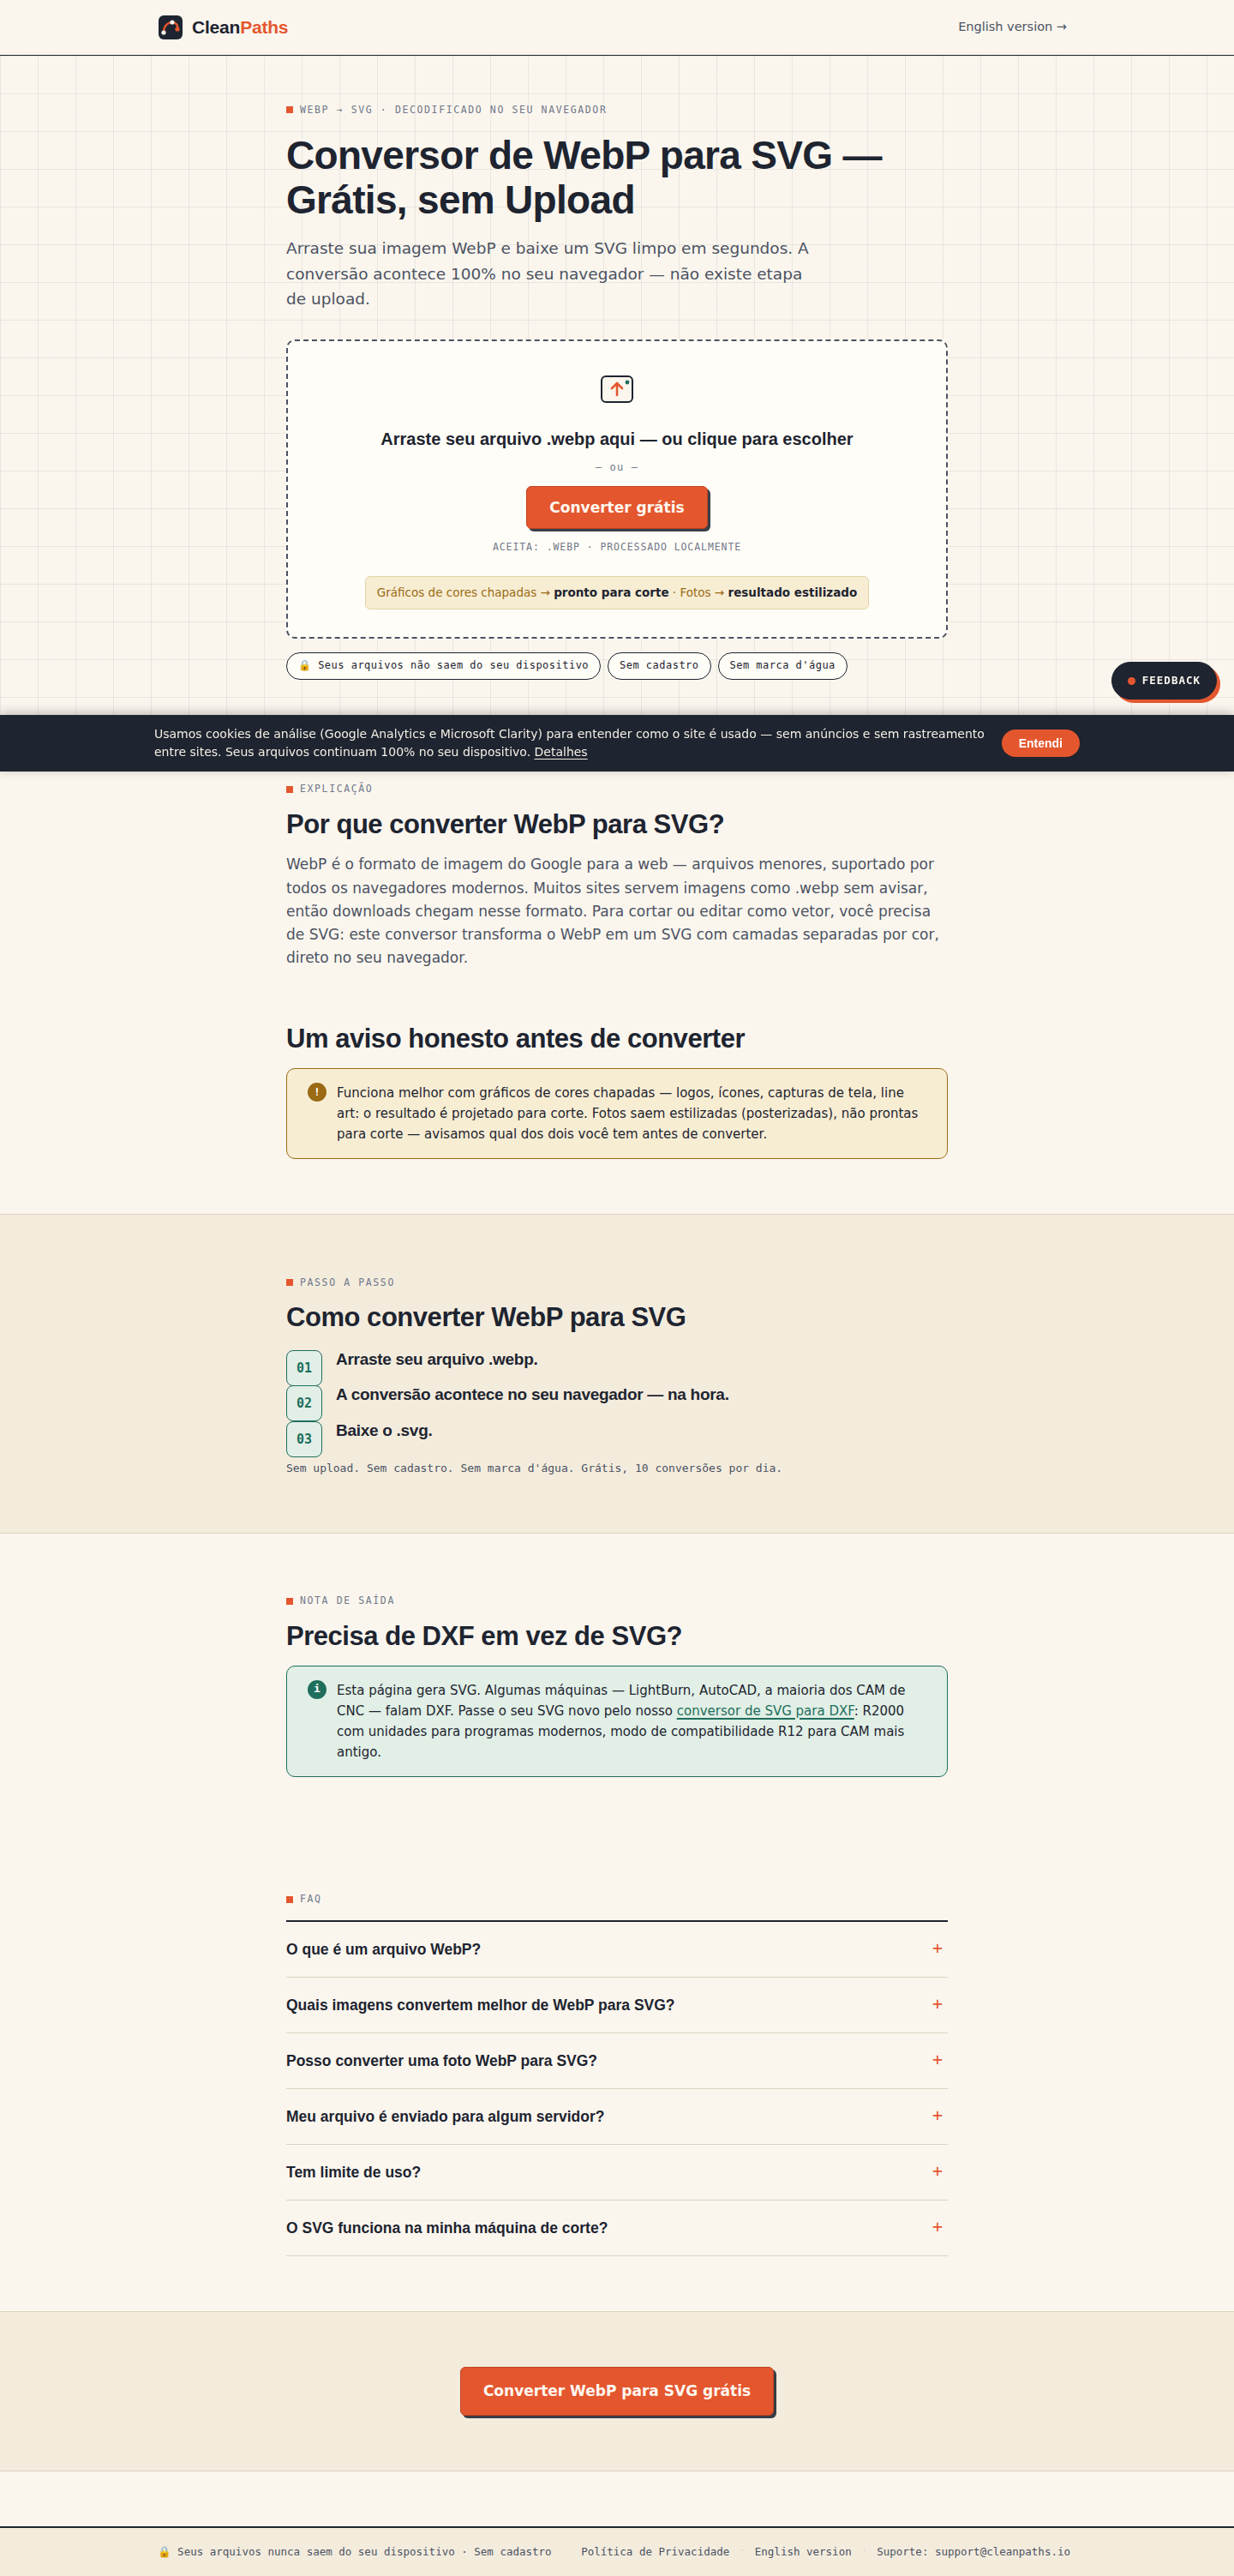 CleanPaths
English version →
WEBP → SVG · DECODIFICADO NO SEU NAVEGADOR
Conversor de WebP para SVG —
Grátis, sem Upload
Arraste sua imagem WebP e baixe um SVG limpo em segundos. A
conversão acontece 100% no seu navegador — não existe etapa
de upload.
Arraste seu arquivo .webp aqui — ou clique para escolher
— ou —
Converter grátis
ACEITA: .WEBP · PROCESSADO LOCALMENTE
Gráficos de cores chapadas → pronto para corte · Fotos → resultado estilizado
🔒 Seus arquivos não saem do seu dispositivo
Sem cadastro
Sem marca d'água
FEEDBACK
Usamos cookies de análise (Google Analytics e Microsoft Clarity) para entender como o site é usado — sem anúncios e sem rastreamento
entre sites. Seus arquivos continuam 100% no seu dispositivo. Detalhes
Entendi
EXPLICAÇÃO
Por que converter WebP para SVG?
WebP é o formato de imagem do Google para a web — arquivos menores, suportado por
todos os navegadores modernos. Muitos sites servem imagens como .webp sem avisar,
então downloads chegam nesse formato. Para cortar ou editar como vetor, você precisa
de SVG: este conversor transforma o WebP em um SVG com camadas separadas por cor,
direto no seu navegador.
Um aviso honesto antes de converter
!
Funciona melhor com gráficos de cores chapadas — logos, ícones, capturas de tela, line
art: o resultado é projetado para corte. Fotos saem estilizadas (posterizadas), não prontas
para corte — avisamos qual dos dois você tem antes de converter.
PASSO A PASSO
Como converter WebP para SVG
01 Arraste seu arquivo .webp.
02 A conversão acontece no seu navegador — na hora.
03 Baixe o .svg.
Sem upload. Sem cadastro. Sem marca d'água. Grátis, 10 conversões por dia.
NOTA DE SAÍDA
Precisa de DXF em vez de SVG?
i
Esta página gera SVG. Algumas máquinas — LightBurn, AutoCAD, a maioria dos CAM de
CNC — falam DXF. Passe o seu SVG novo pelo nosso conversor de SVG para DXF: R2000
com unidades para programas modernos, modo de compatibilidade R12 para CAM mais
antigo.
FAQ
O que é um arquivo WebP? +
Quais imagens convertem melhor de WebP para SVG? +
Posso converter uma foto WebP para SVG? +
Meu arquivo é enviado para algum servidor? +
Tem limite de uso? +
O SVG funciona na minha máquina de corte? +
Converter WebP para SVG grátis
🔒 Seus arquivos nunca saem do seu dispositivo · Sem cadastro
Política de Privacidade · English version · Suporte: support@cleanpaths.io